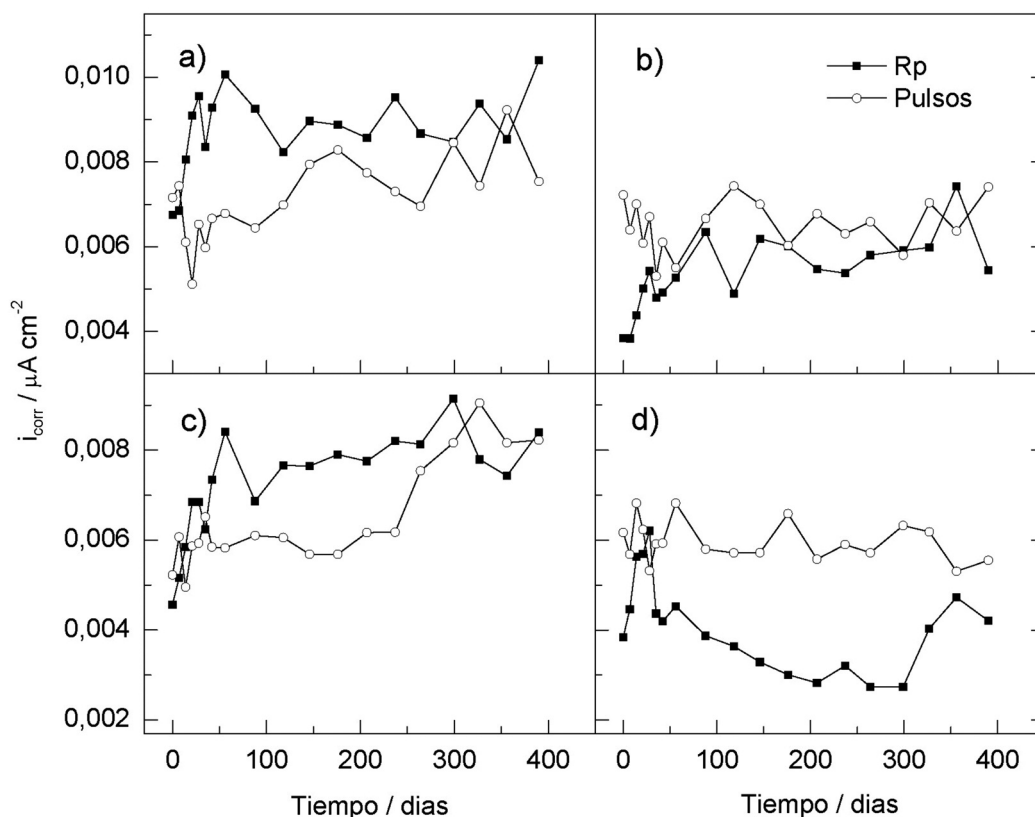 a)
b)
Rp
Pulsos
0,010
0,008
0,006
0,004
i_corr / μA cm^-2
c)
d)
0,008
0,006
0,004
0,002
0 100 200 300 400
0 100 200 300 400
Tiempo / dias
Tiempo / dias